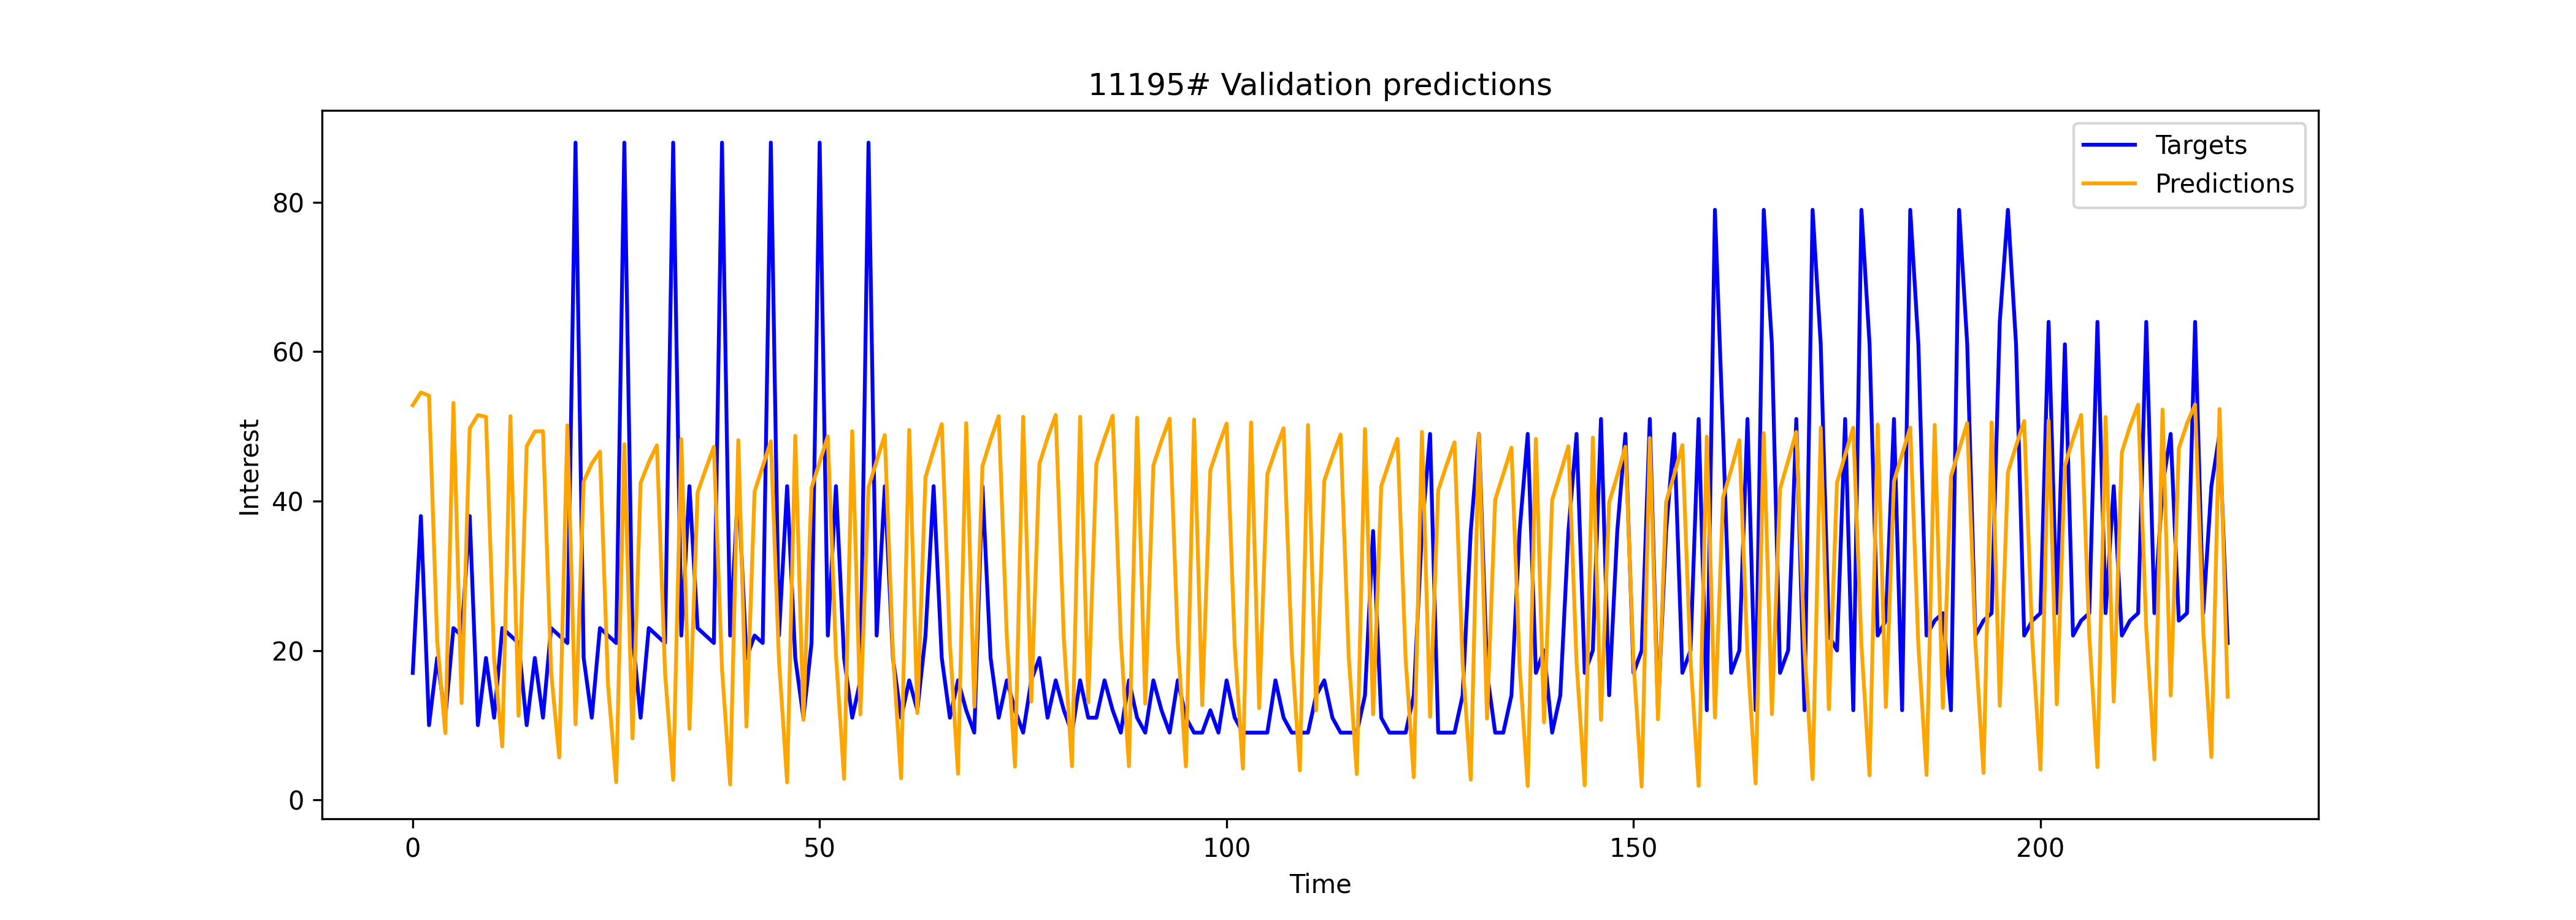 11195# Validation predictions
Targets
Predictions
Interest
80
60
40
20
0
0 50 100 150 200
Time